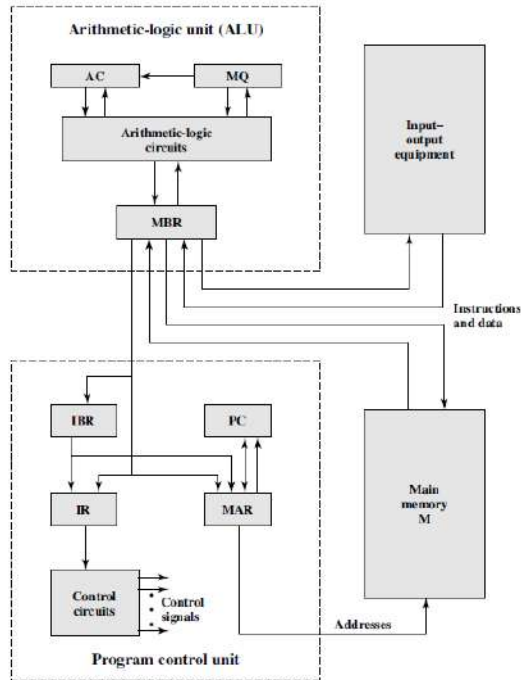 Arithmetic-logic unit (ALU)
AC
MQ
Arithmetic-logic
circuits
Input–
output
equipment
MBR
Instructions
and data
IBR
PC
IR
MAR
Main
memory
M
Control
circuits
Control
signals
Addresses
Program control unit